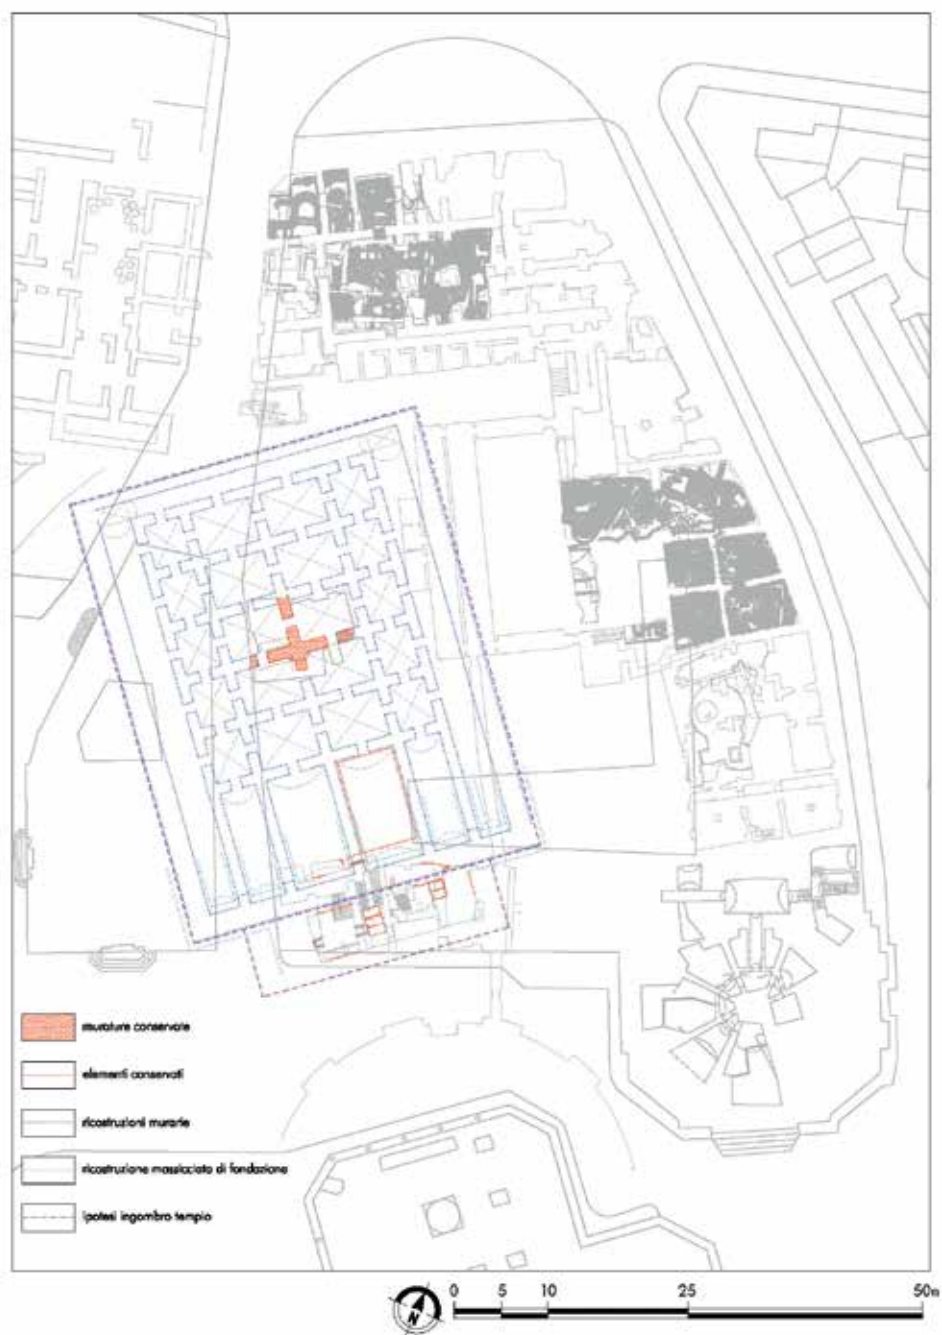 murature conservate
elementi conservati
ricostruzioni murarie
ricostruzione massicciata di fondazione
ipotesi ingombro tempio
N
0 5 10 25 50m